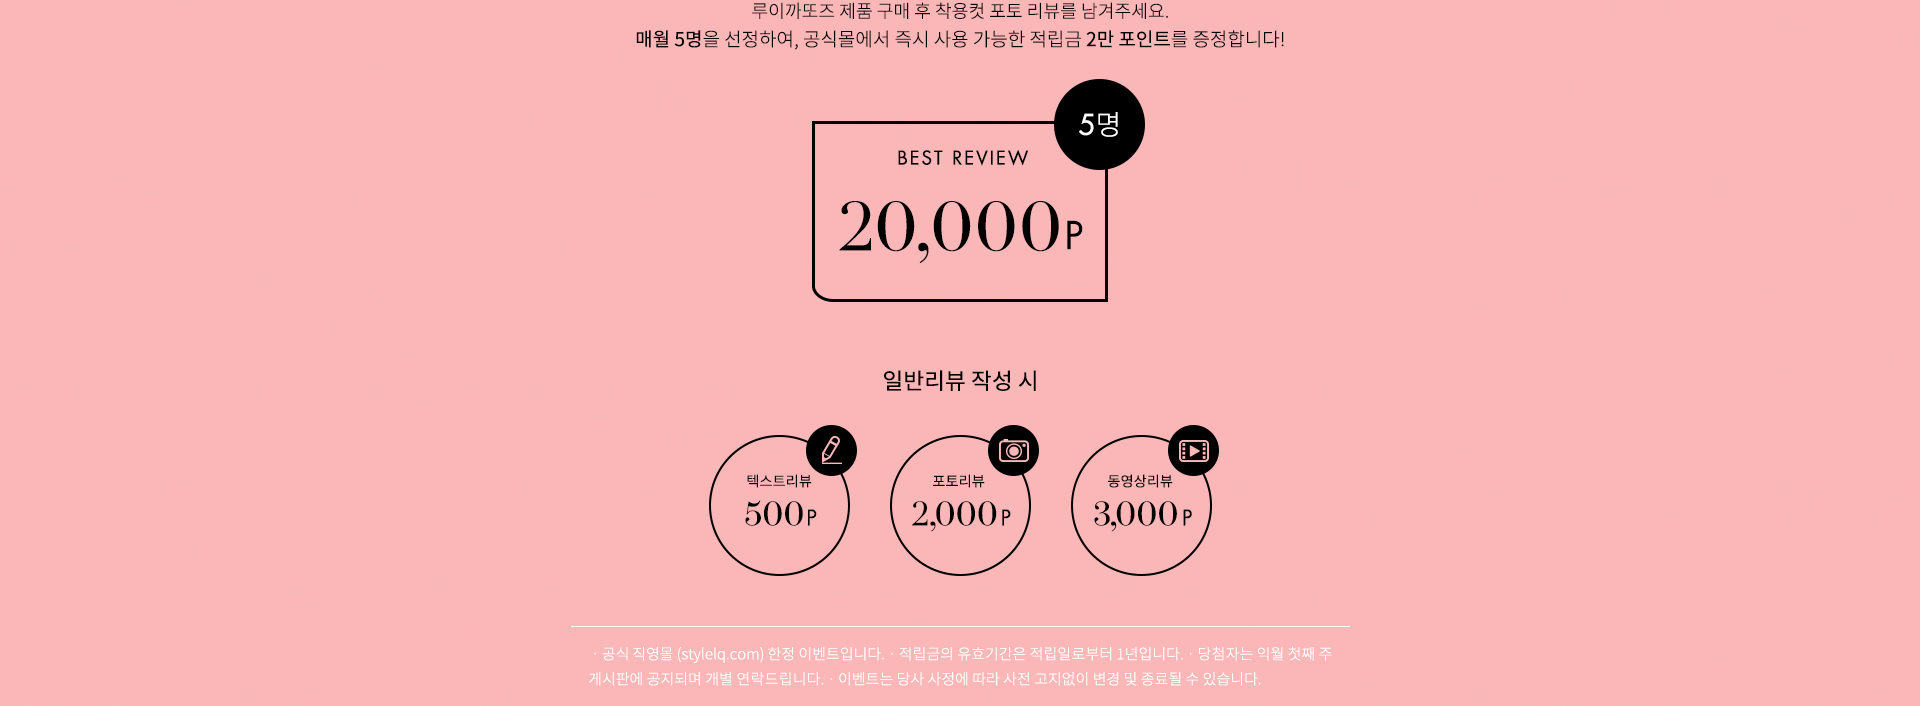 루이까또즈 제품 구매 후 착용컷 포토 리뷰를 남겨주세요.
매월 5명을 선정하여, 공식몰에서 즉시 사용 가능한 적립금 2만 포인트를 증정합니다!
5명
BEST REVIEW
20,000P
일반리뷰 작성 시
텍스트리뷰
500P
포토리뷰
2,000P
동영상리뷰
3,000P
· 공식 직영몰 (stylelq.com) 한정 이벤트입니다. · 적립금의 유효기간은 적립일로부터 1년입니다. · 당첨자는 익월 첫째 주
게시판에 공지되며 개별 연락드립니다. · 이벤트는 당사 사정에 따라 사전 고지없이 변경 및 종료될 수 있습니다.